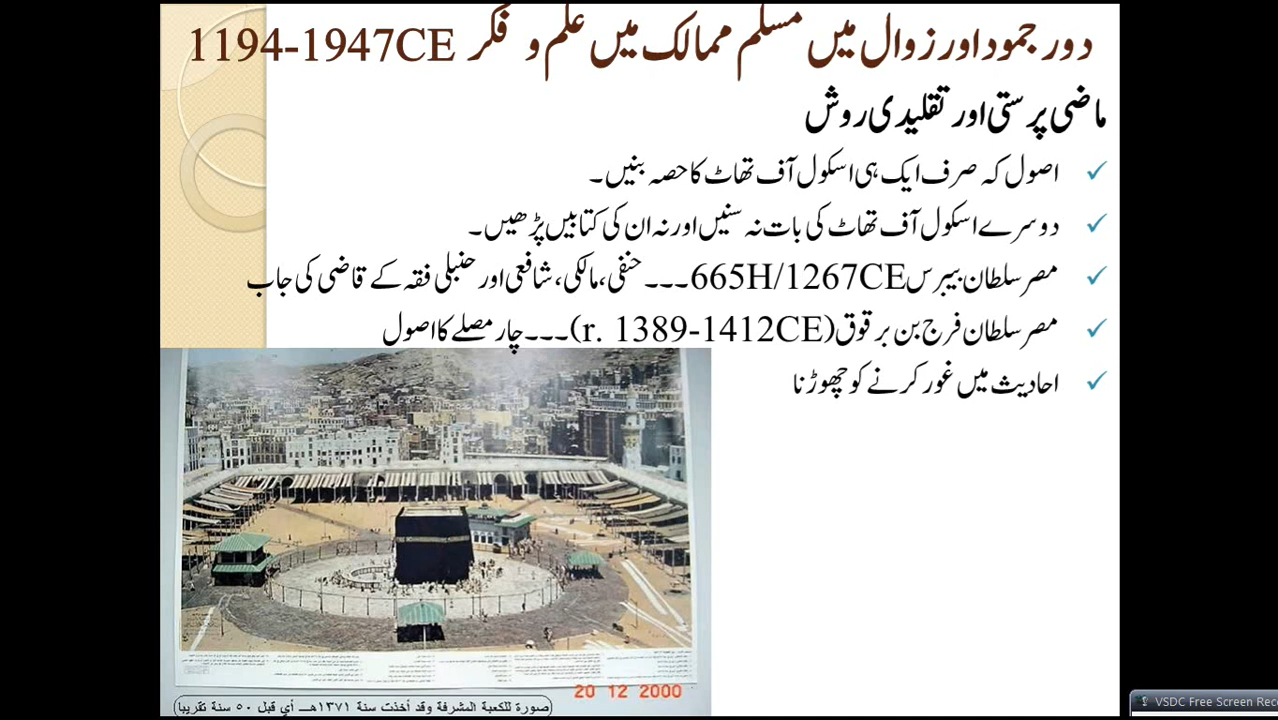 دور جمود اور زوال میں مسلم ممالک میں علم و فکر 1194-1947CE
ماضی پرستی اور تقلیدی روش
اصول کہ صرف ایک ہی اسکول آف تھاٹ کا حصہ بنیں۔
دوسرے اسکول آف تھاٹ کی بات نہ سنیں اور نہ ان کی کتابیں پڑھیں۔
مصر سلطان بیبرس 665H/1267CE۔۔۔ حنفی، مالکی، شافعی اور حنبلی فقہ کے قاضی کی جاب
مصر سلطان فرج بن برقوق (r. 1389-1412CE)۔۔۔ چار مصلے کا اصول
احادیث میں غور کرنے کو چھوڑنا
20 12 2000
صورة للكعبة المشرفة وقد أخذت سنة ١٣٧١هـ أي قبل ٥٠ سنة تقريبا
VSDC Free Screen Rec